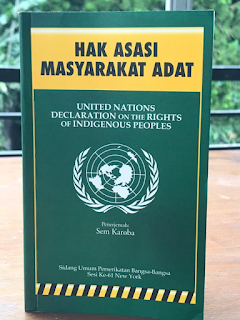 HAK ASASI
MASYARAKAT ADAT
UNITED NATIONS
DECLARATION ON THE RIGHTS
OF INDIGENOUS PEOPLES
Penerjemah:
Sem Karoba
Sidang Umum Perserikatan Bangsa-Bangsa
Sesi Ke-61 New York